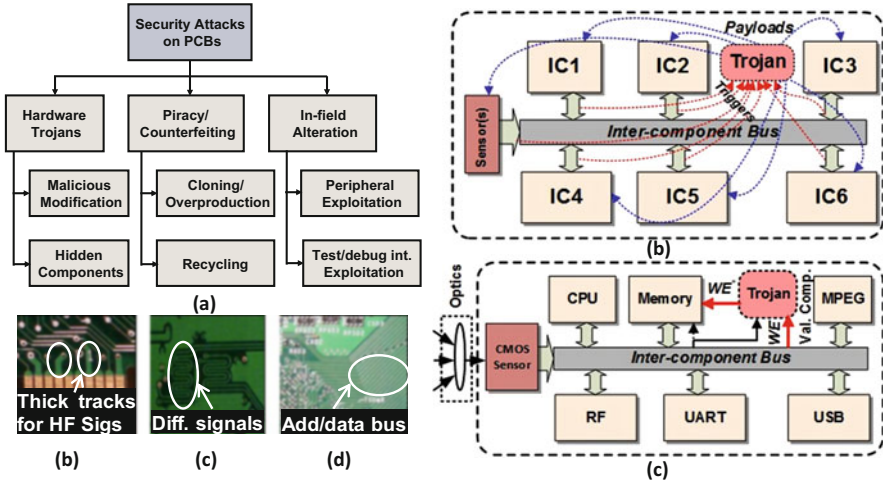 (a)
Security Attacks
on PCBs
Hardware
Trojans
Piracy/
Counterfeiting
In-field
Alteration
Malicious
Modification
Cloning/
Overproduction
Peripheral
Exploitation
Hidden
Components
Recycling
Test/debug int.
Exploitation
(a)
Thick tracks
for HF Sigs
Diff. signals
Add/data bus
(b)
(c)
(d)
(b)
Payloads
IC1
IC2
Trojan
IC3
Triggers
Sensor(s)
Inter-component Bus
IC4
IC5
IC6
(b)
Optics
CPU
Memory
WE*
Trojan
MPEG
WE
Val. Comp.
CMOS
Sensor
Inter-component Bus
RF
UART
USB
(c)